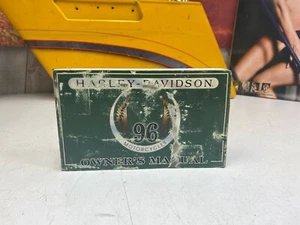 HARLEY-DAVIDSON
96
MOTORCYCLES
OWNER'S MANUAL